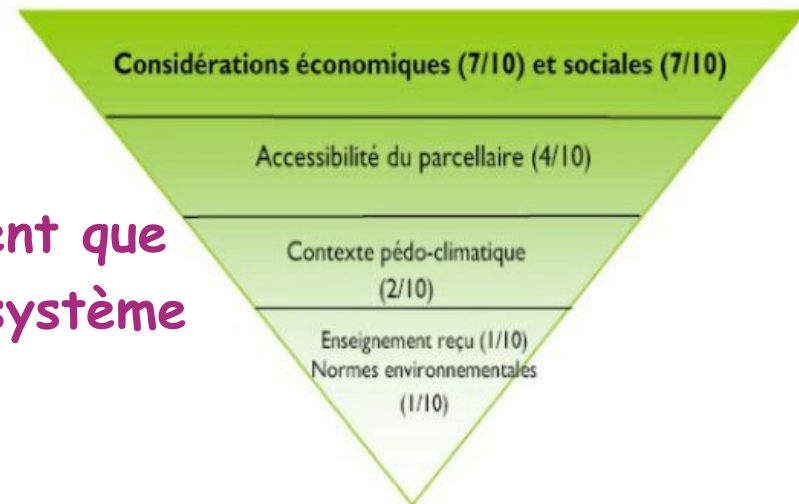 Considérations économiques (7/10) et sociales (7/10)
Accessibilité du parcellaire (4/10)
ent que
système
Contexte pédo-climatique
(2/10)
Enseignement reçu (1/10)
Normes environnementales
(1/10)